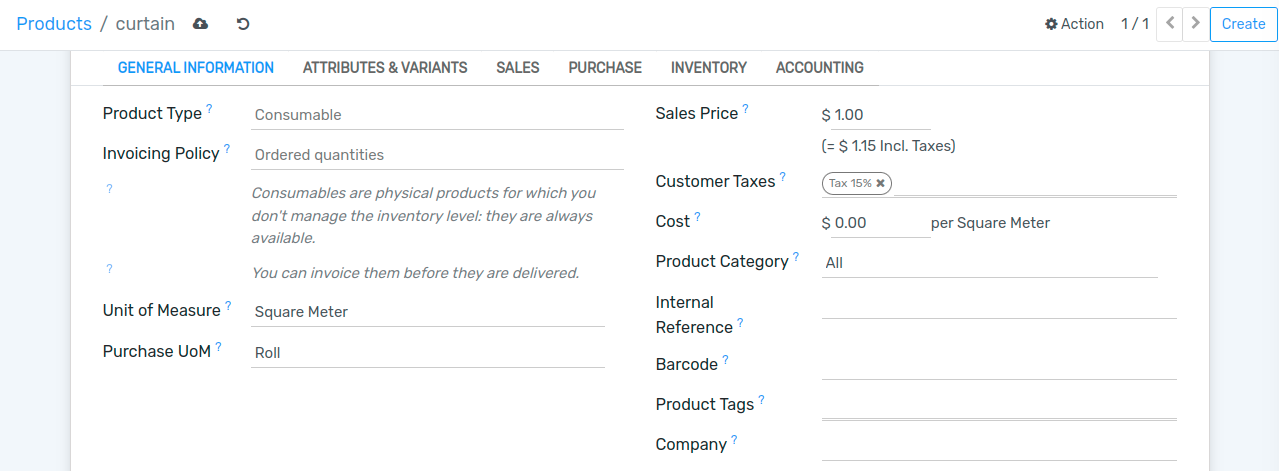 Products / curtain
Action 1 / 1 Create
GENERAL INFORMATION ATTRIBUTES & VARIANTS SALES PURCHASE INVENTORY ACCOUNTING
Product Type ? Consumable
Invoicing Policy ? Ordered quantities
? Consumables are physical products for which you
don't manage the inventory level: they are always
available.
? You can invoice them before they are delivered.
Unit of Measure ? Square Meter
Purchase UoM ? Roll
Sales Price ? $ 1.00
(= $ 1.15 Incl. Taxes)
Customer Taxes ? Tax 15% ✖
Cost ? $ 0.00 per Square Meter
Product Category ? All
Internal
Reference ?
Barcode ?
Product Tags ?
Company ?